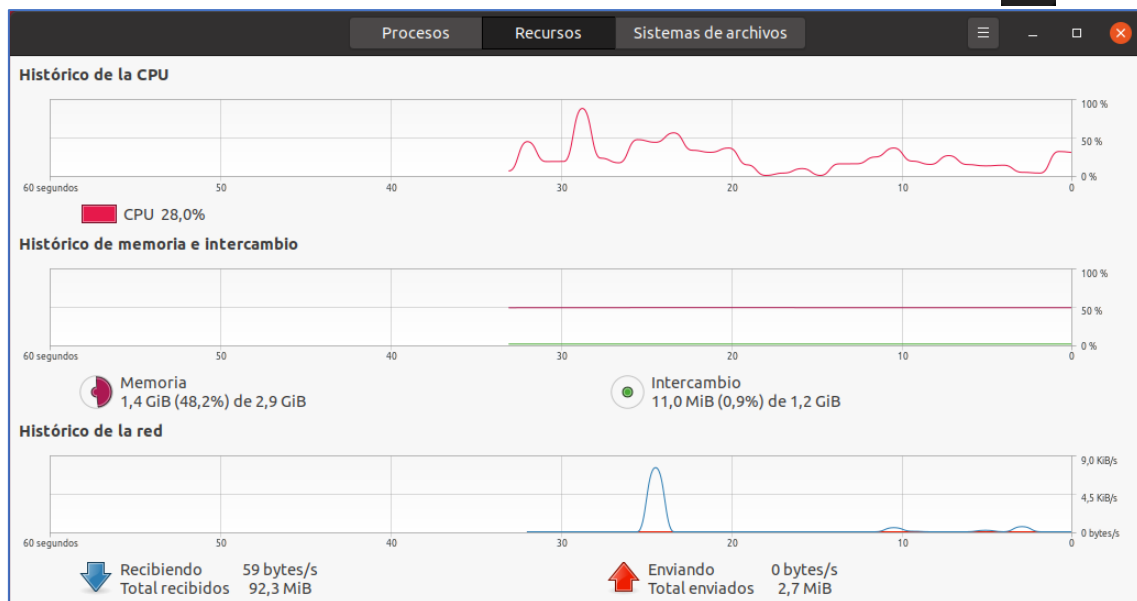 Procesos Recursos Sistemas de archivos
Histórico de la CPU
100 %
50 %
0 %
60 segundos 50 40 30 20 10 0
CPU 28,0%
Histórico de memoria e intercambio
100 %
50 %
0 %
60 segundos 50 40 30 20 10 0
Memoria
1,4 GiB (48,2%) de 2,9 GiB
Intercambio
11,0 MiB (0,9%) de 1,2 GiB
Histórico de la red
9,0 KiB/s
4,5 KiB/s
0 bytes/s
60 segundos 50 40 30 20 10 0
Recibiendo 59 bytes/s
Total recibidos 92,3 MiB
Enviando 0 bytes/s
Total enviados 2,7 MiB